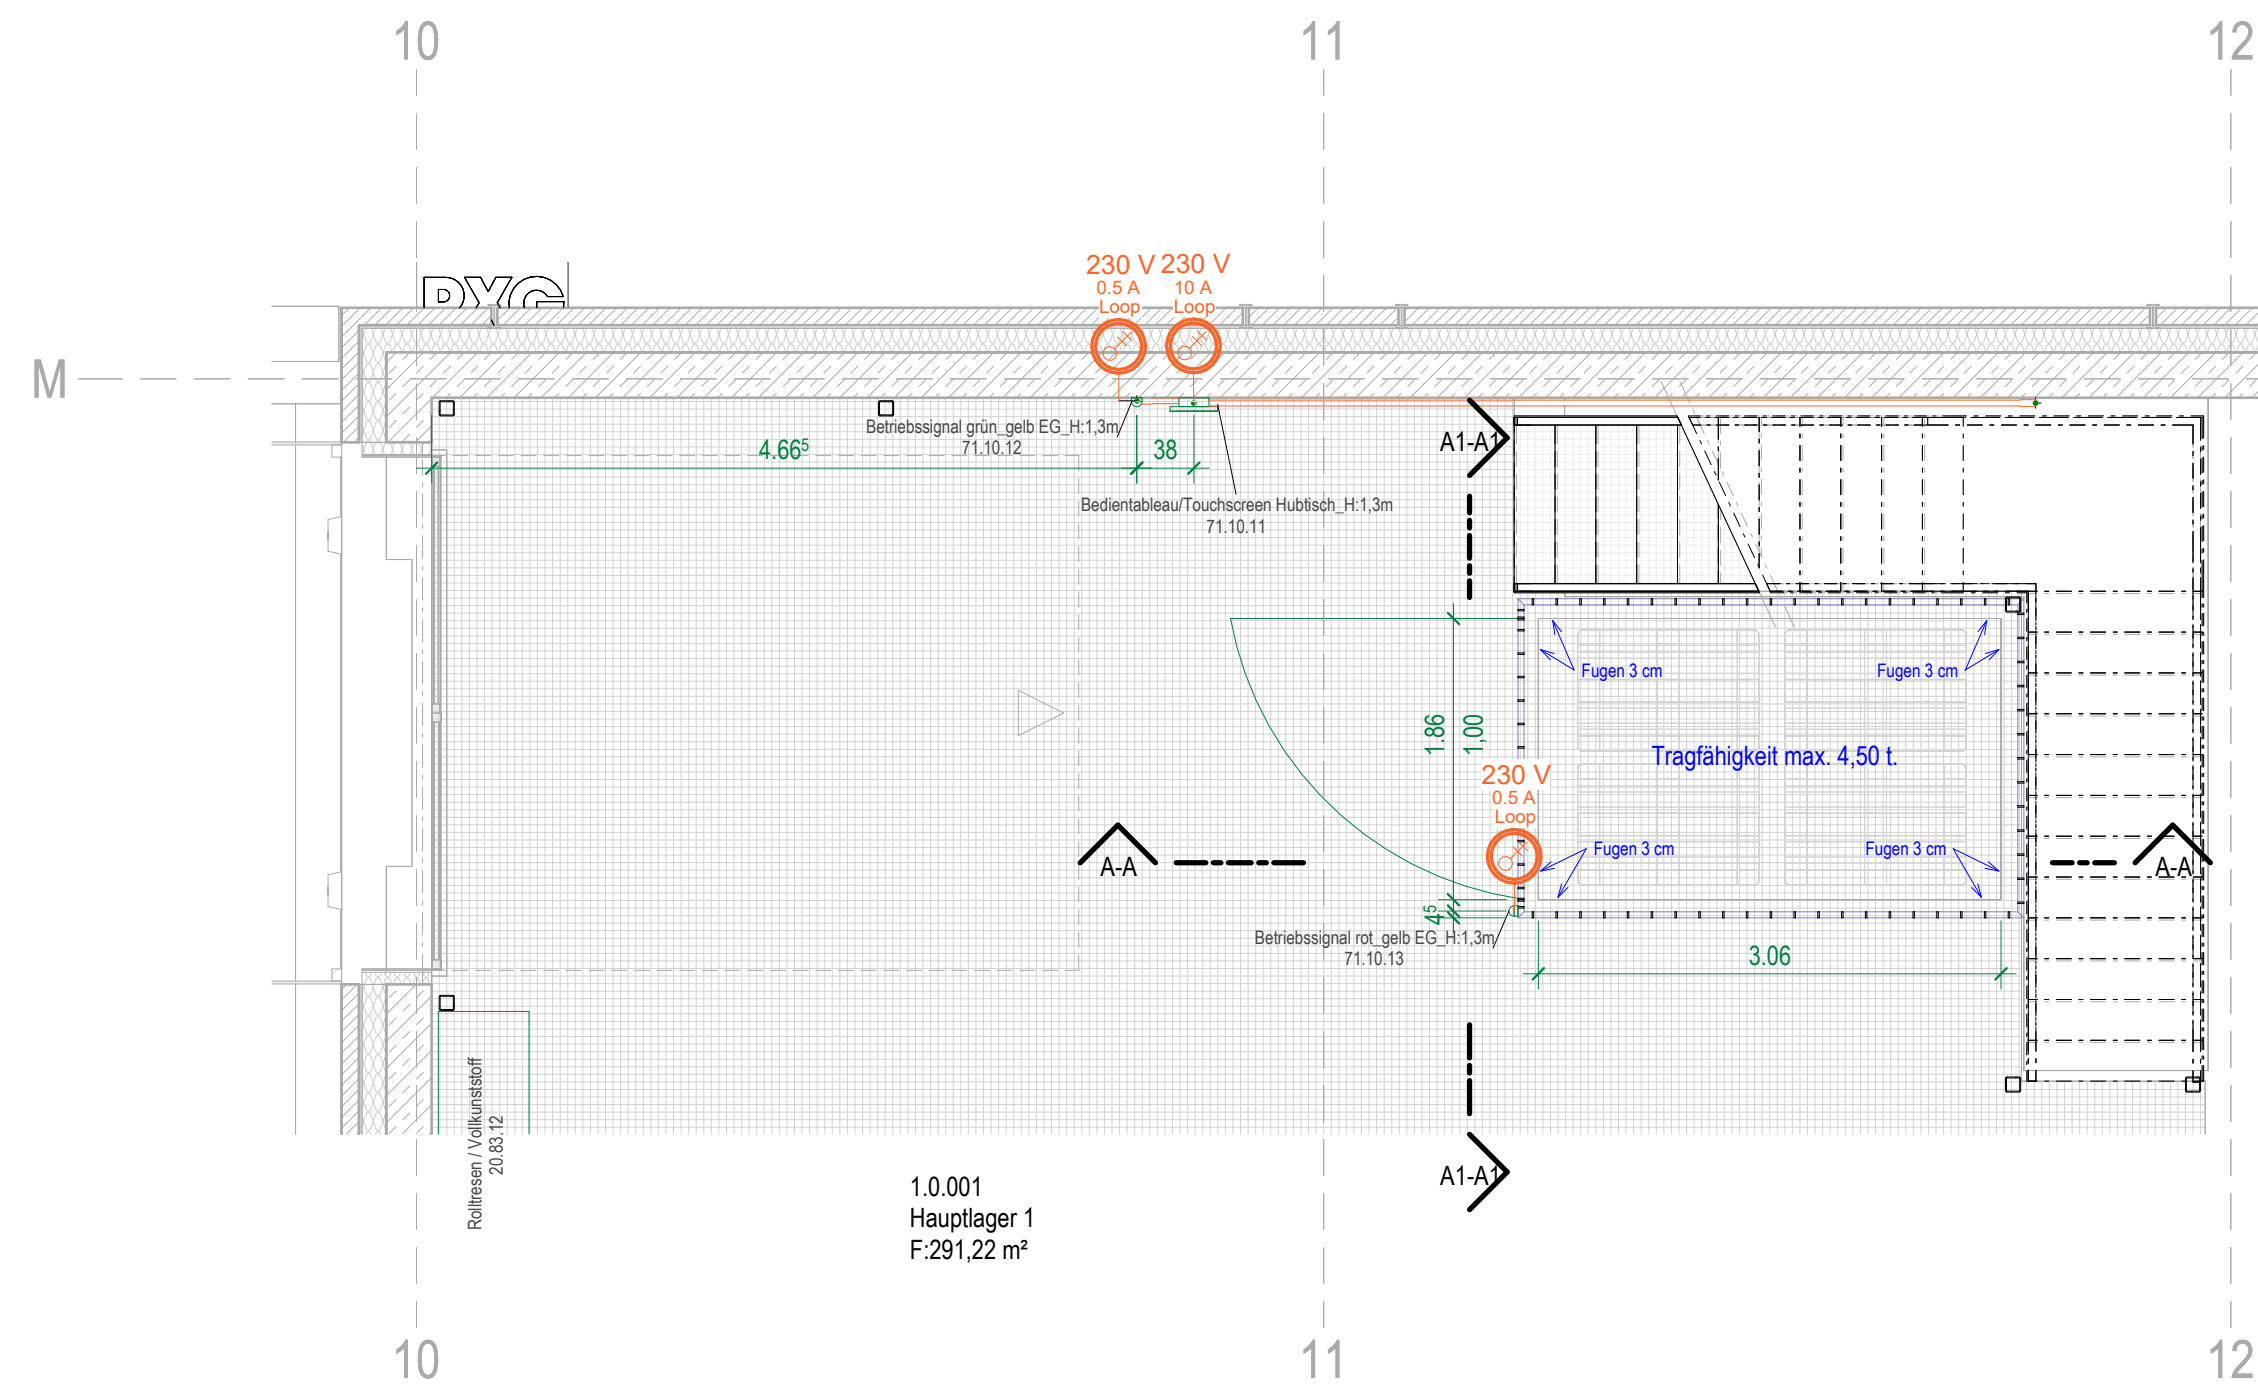 10
11
12
230 V
0.5 A
Loop
230 V
10 A
Loop
M
Betriebssignal grün_gelb EG_H:1,3m
71.10.12
4.66⁵
38
A1-A1
Bedientableau/Touchscreen Hubtisch_H:1,3m
71.10.11
Fugen 3 cm
Fugen 3 cm
1.86
1,00
Tragfähigkeit max. 4,50 t.
230 V
0.5 A
Loop
Fugen 3 cm
Fugen 3 cm
A-A
A-A
4⁵
Betriebssignal rot_gelb EG_H:1,3m
71.10.13
3.06
Rolltresen / Vollkunststoff
20.83.12
A1-A1
1.0.001
Hauptlager 1
F:291,22 m²
10
11
12